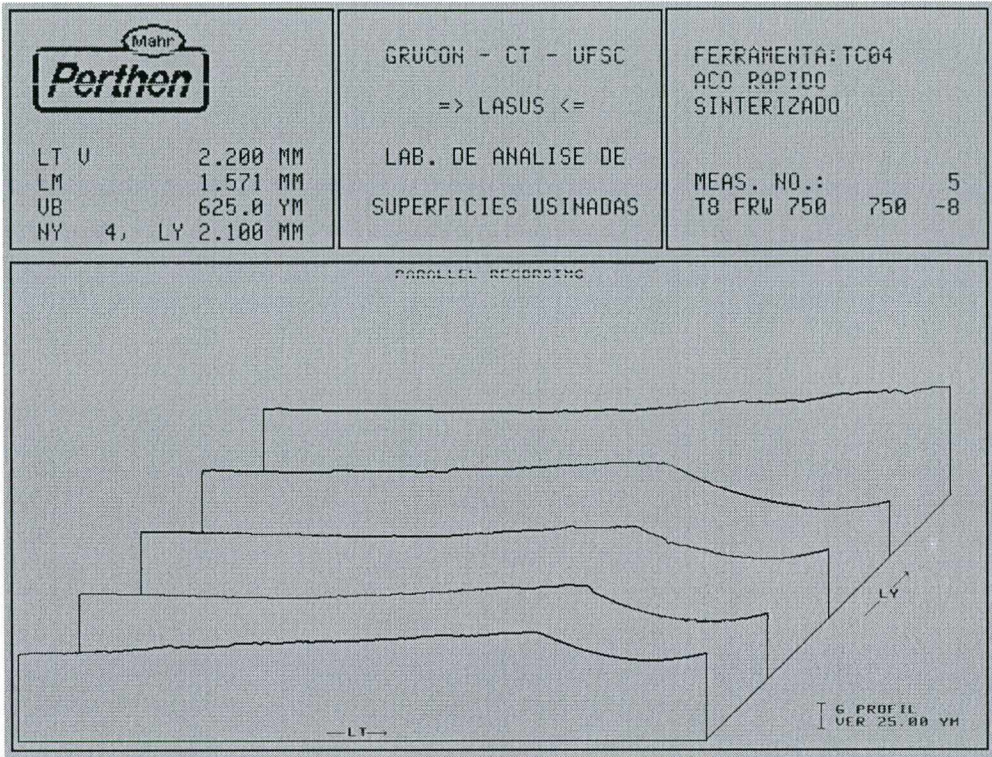 Mahr
Perthen
LT V 2.200 MM
LM 1.571 MM
VB 625.0 YM
NY 4, LY 2.100 MM
GRUCON - CT - UFSC
=> LASUS <=
LAB. DE ANALISE DE
SUPERFICIES USINADAS
FERRAMENTA:TC04
ACO RAPIDO
SINTERIZADO
MEAS. NO.: 5
T8 FRW 750 750 -8
PARALLEL RECORDING
LY
LT
G PROFIL
VER 25.00 YM